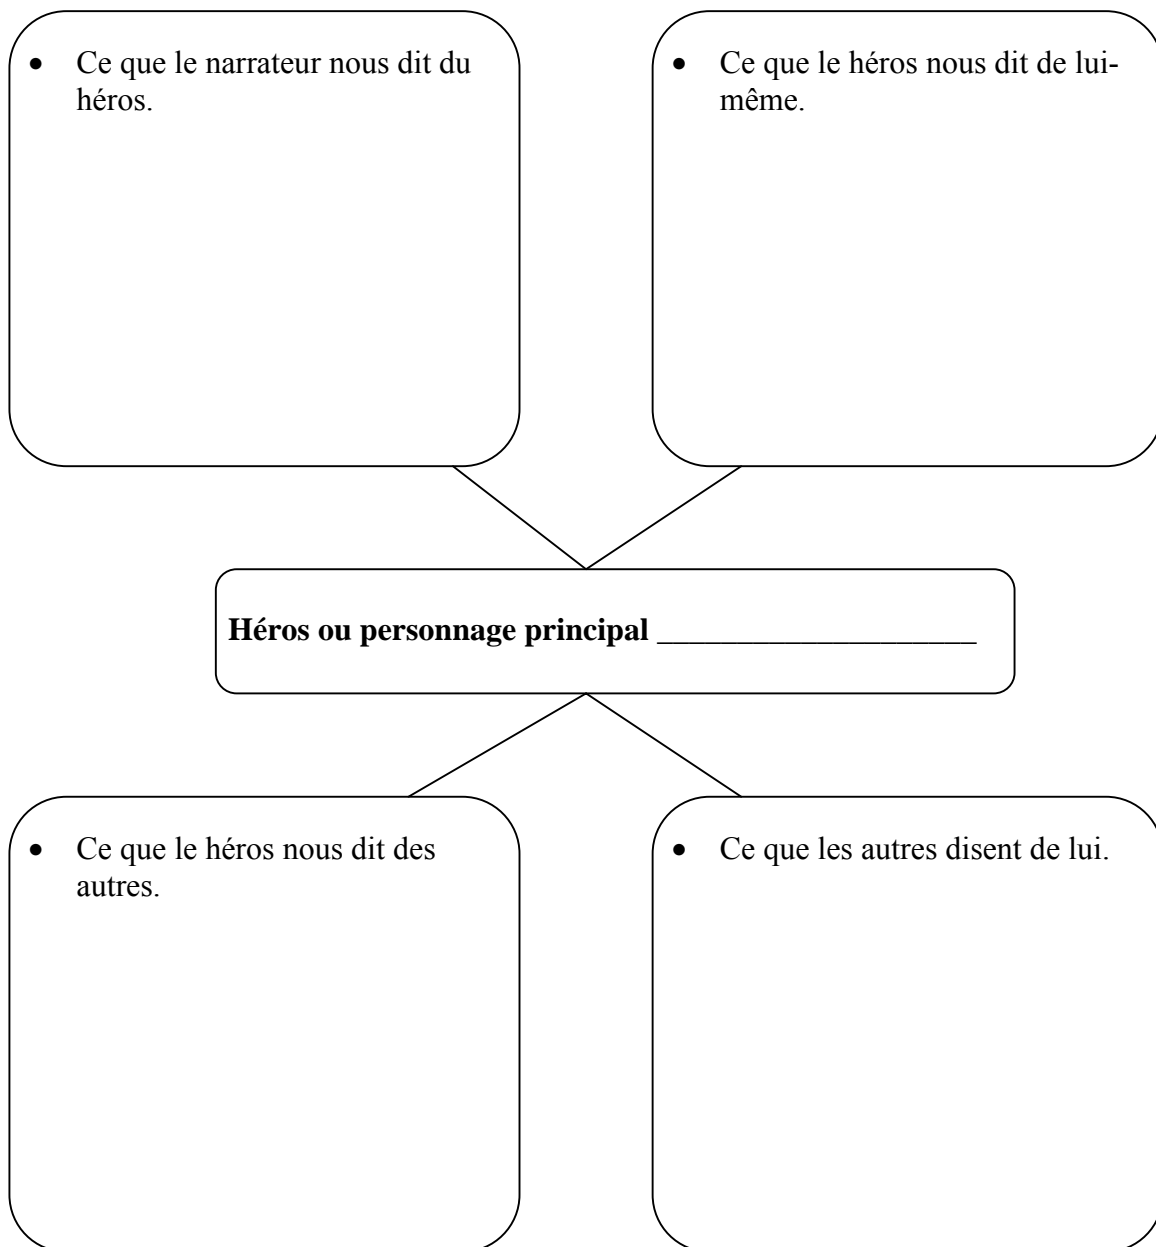 • Ce que le narrateur nous dit du
héros.
• Ce que le héros nous dit de lui-
même.
Héros ou personnage principal ____________________
• Ce que le héros nous dit des
autres.
• Ce que les autres disent de lui.